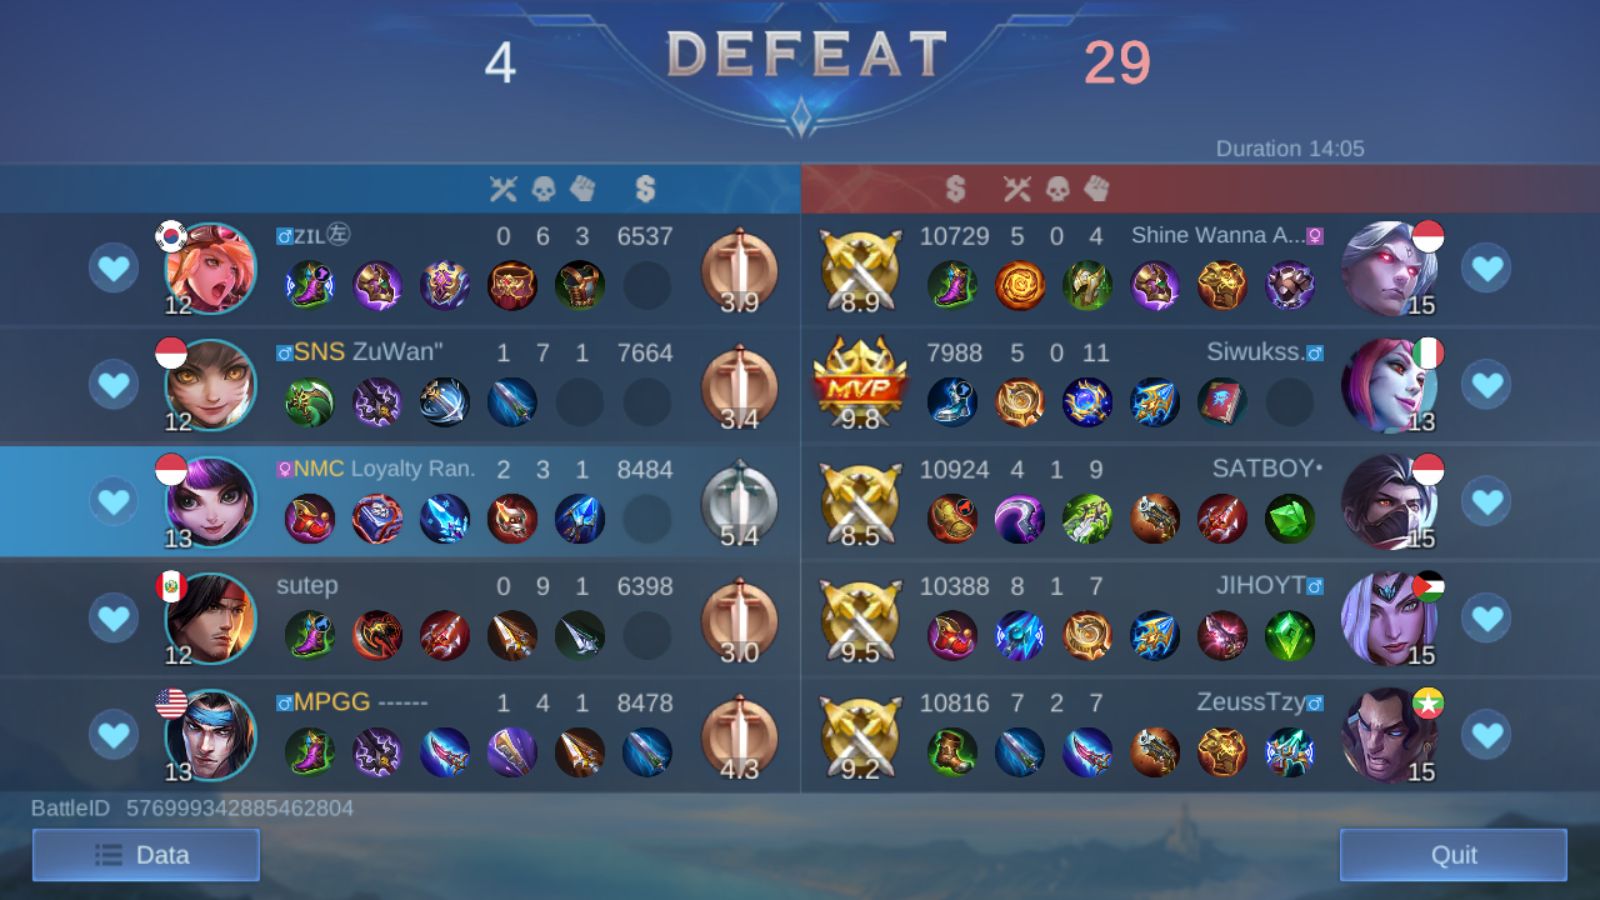 4 DEFEAT 29
Duration 14:05
ZIL㊧ 0 6 3 6537
12 3.9
8.9 10729 5 0 4 Shine Wanna A...
15
SNS ZuWan" 1 7 1 7664
12 3.4
MVP 9.8 7988 5 0 11 Siwukss.
13
NMC Loyalty Ran. 2 3 1 8484
13 5.4
8.5 10924 4 1 9 SATBOY•
15
sutep 0 9 1 6398
12 3.0
9.5 10388 8 1 7 JIHOYT
15
MPGG ------ 1 4 1 8478
13 4.3
9.2 10816 7 2 7 ZeussTzy
15
BattleID 576999342885462804
Data
Quit